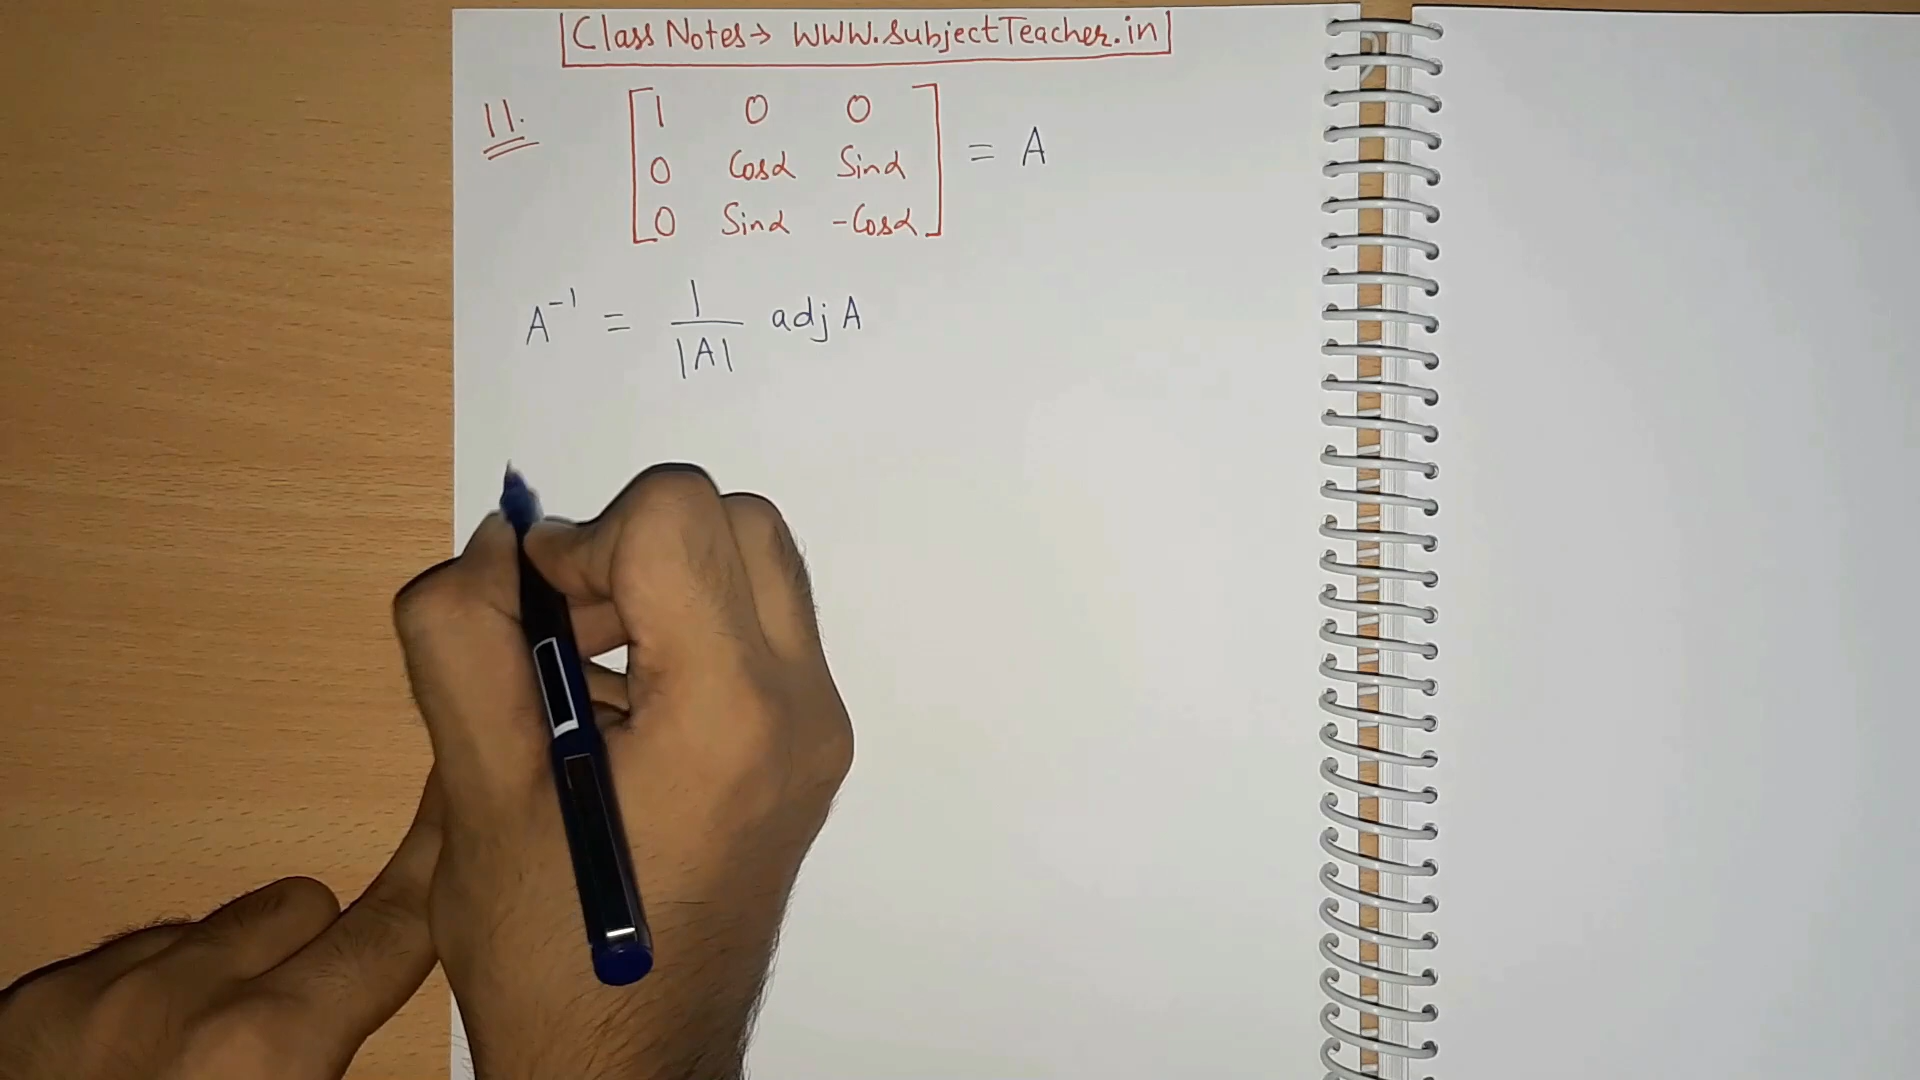 Class Notes → WWW.SubjectTeacher.in
11. [1 0 0
0 Cosα Sinα
0 Sinα -Cosα] = A
A⁻¹ = 1/|A| adj A